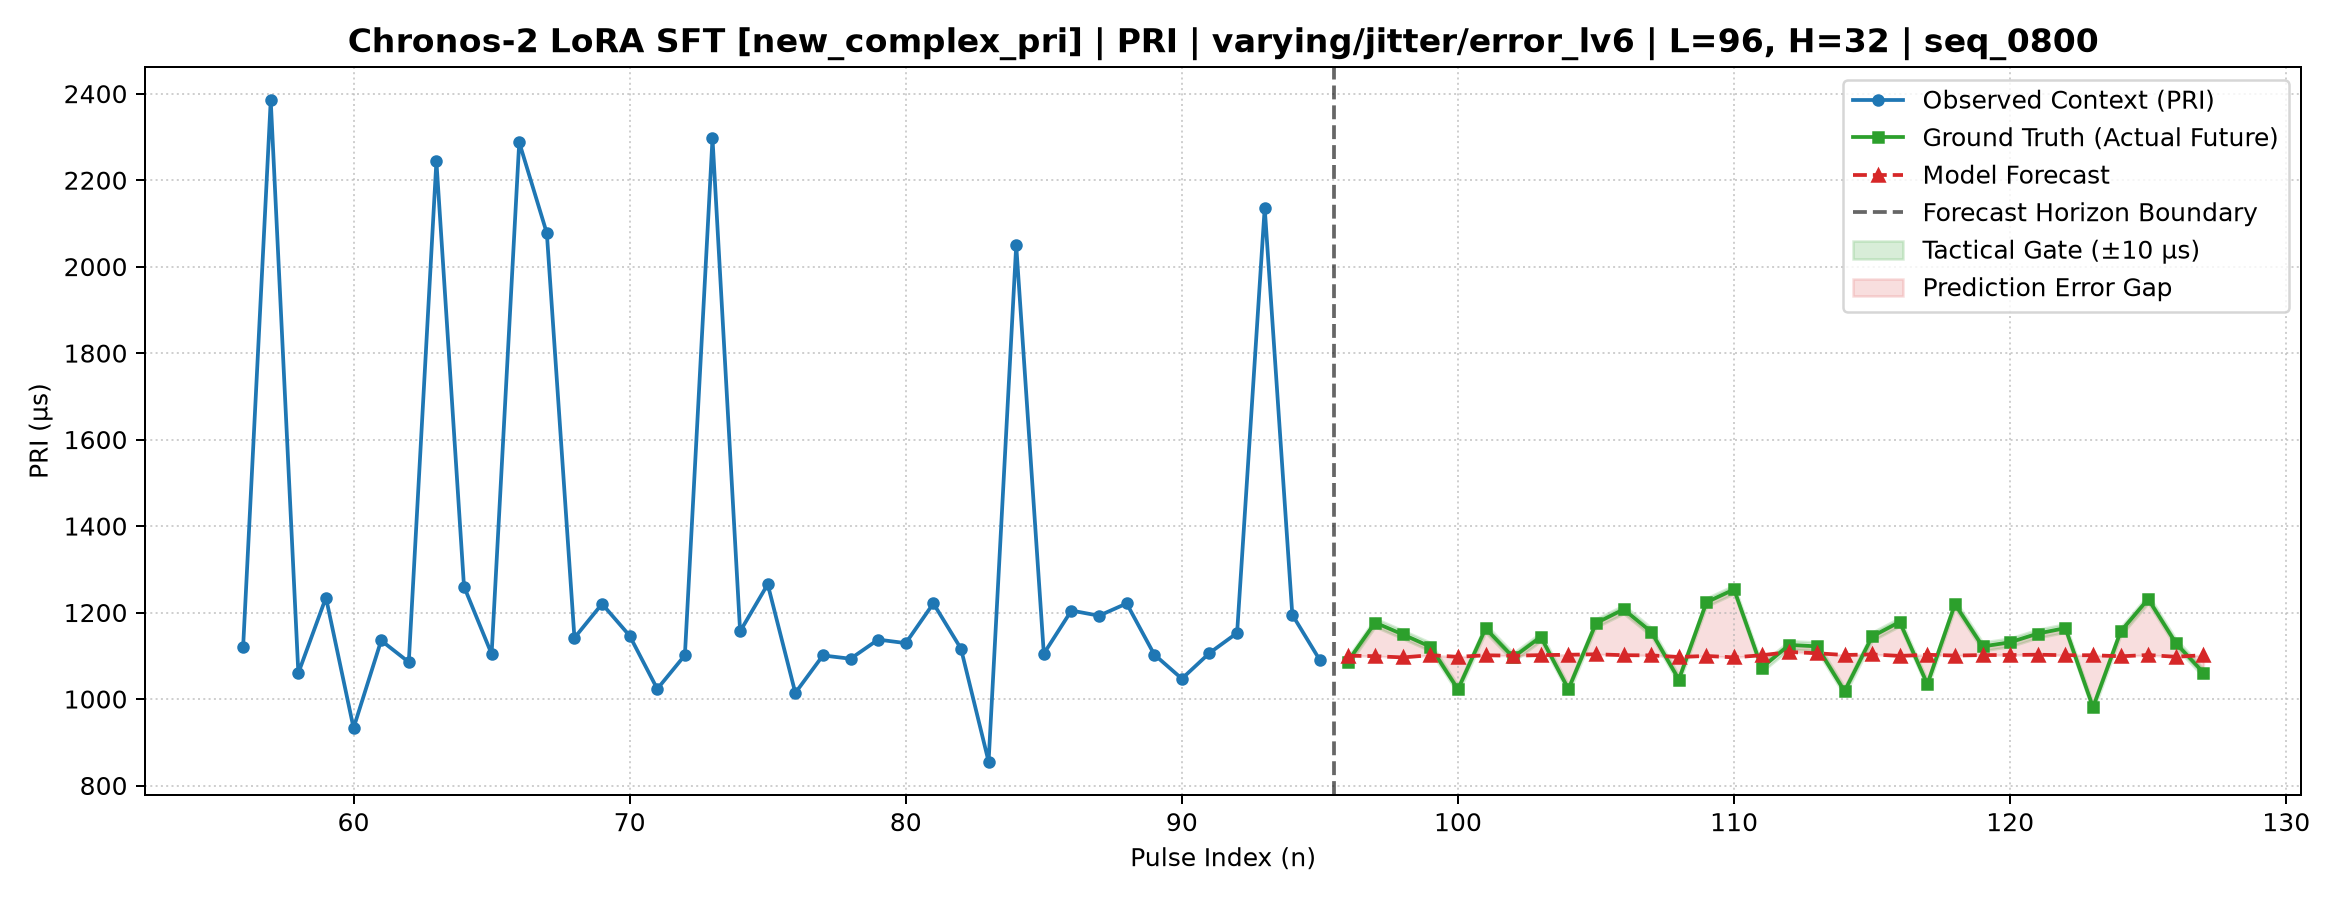 Chronos-2 LoRA SFT [new_complex_pri] | PRI | varying/jitter/error_lv6 | L=96, H=32 | seq_0800
PRI (µs)
2400
2200
2000
1800
1600
1400
1200
1000
800
Observed Context (PRI)
Ground Truth (Actual Future)
Model Forecast
Forecast Horizon Boundary
Tactical Gate (±10 µs)
Prediction Error Gap
60 70 80 90 100 110 120 130
Pulse Index (n)